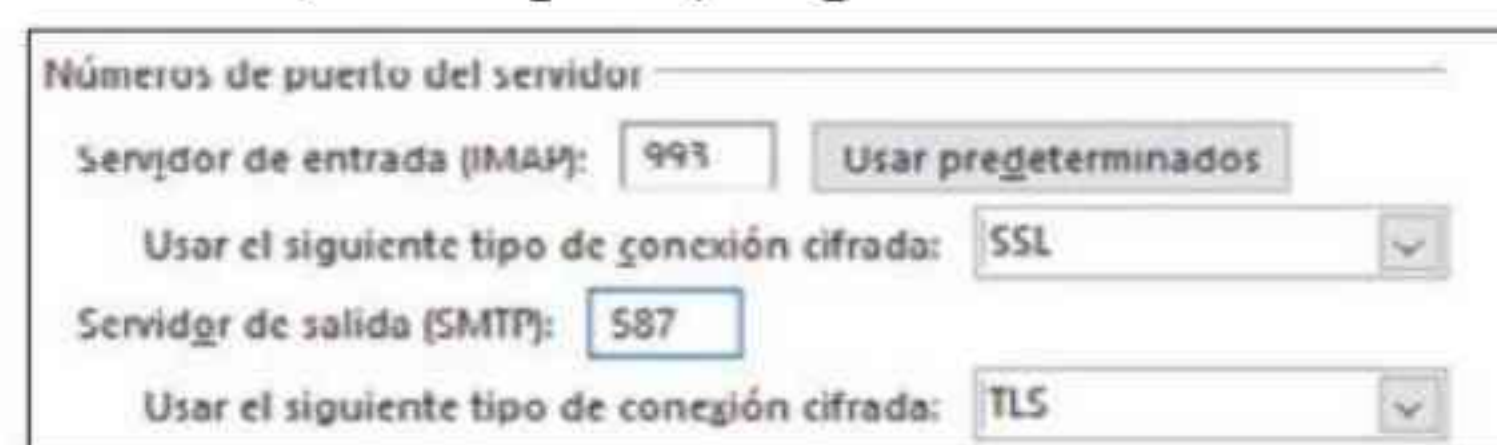 Números de puerto del servidor
Servidor de entrada (IMAP): 993 Usar predeterminados
Usar el siguiente tipo de conexión cifrada: SSL
Servidor de salida (SMTP): 587
Usar el siguiente tipo de conexión cifrada: TLS